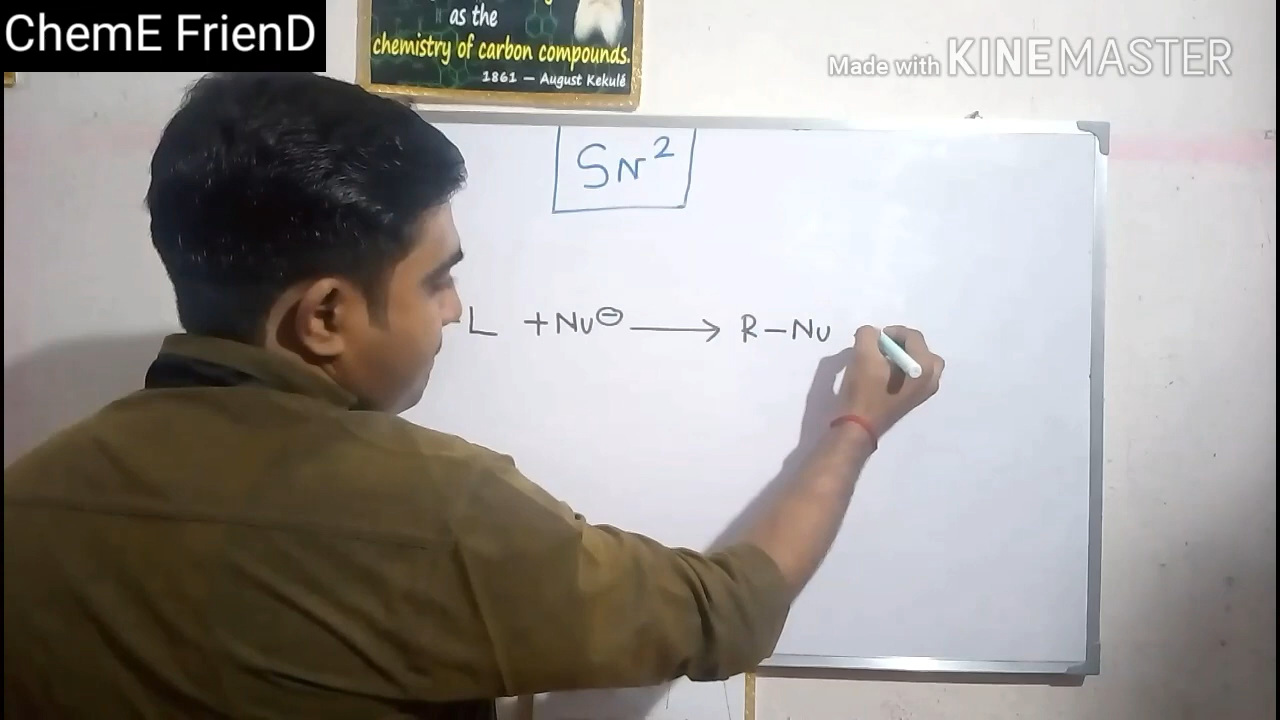 ChemE FrienD
as the
chemistry of carbon compounds.
1861 — August Kekulé
Made with KINEMASTER
SN²
L + Nu⊖ ⟶ R–Nu